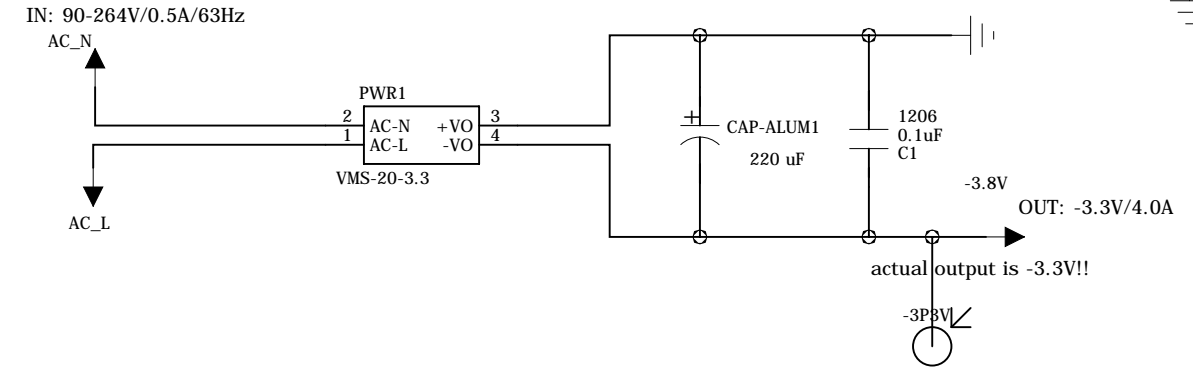 IN: 90-264V/0.5A/63Hz
AC_N
PWR1
2
AC-N
+VO
3
1
AC-L
-VO
4
VMS-20-3.3
AC_L
+
CAP-ALUM1
220 uF
1206
0.1uF
C1
-3.8V
OUT: -3.3V/4.0A
actual output is -3.3V!!
-3P3V